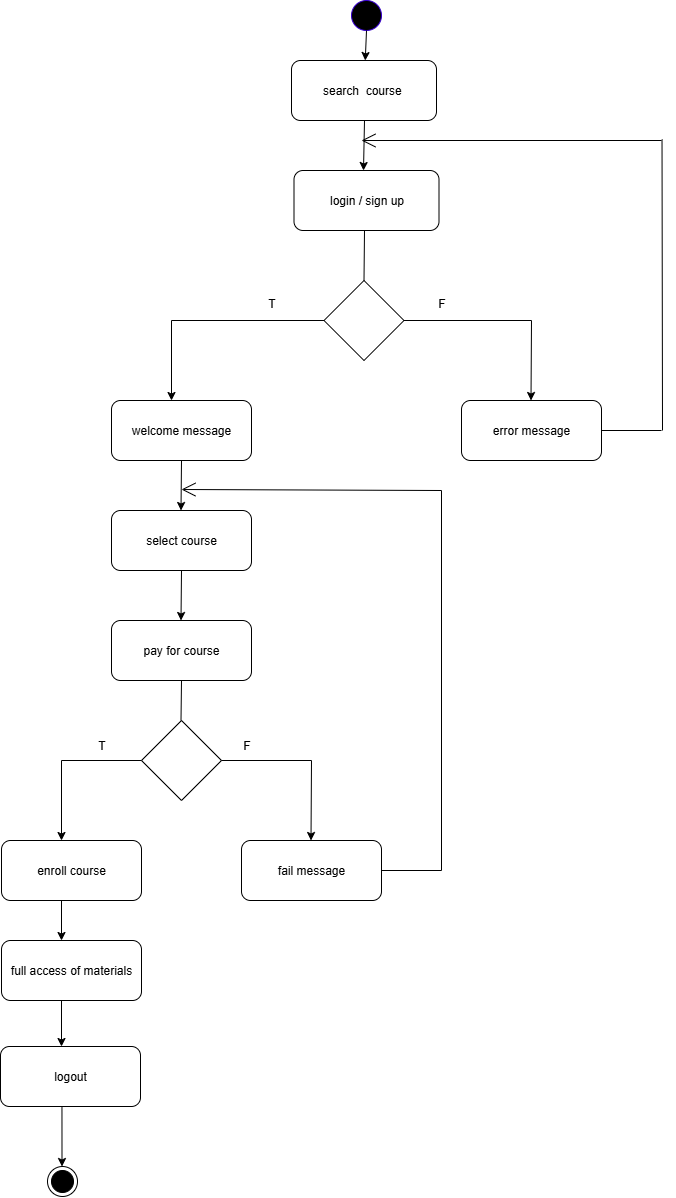 search course
login / sign up
T
F
welcome message
error message
select course
pay for course
T
F
enroll course
fail message
full access of materials
logout